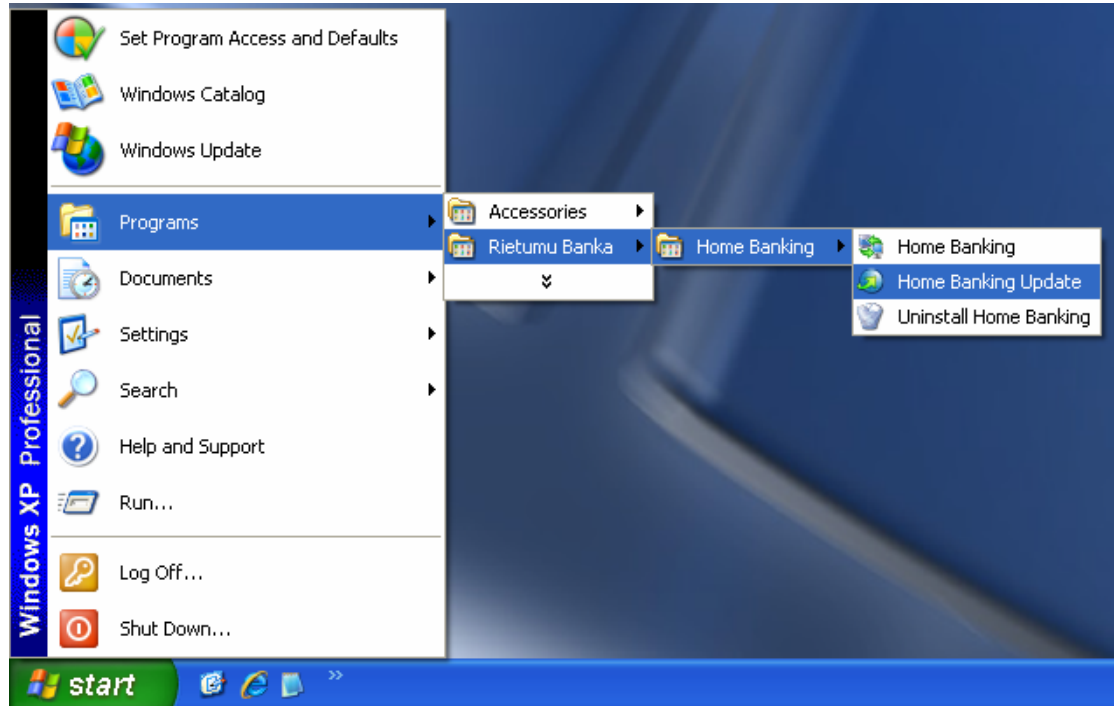 Set Program Access and Defaults
Windows Catalog
Windows Update
Programs
Documents
Settings
Search
Help and Support
Run...
Log Off...
Shut Down...
Windows XP Professional
Accessories
Rietumu Banka
Home Banking
Home Banking
Home Banking Update
Uninstall Home Banking
start